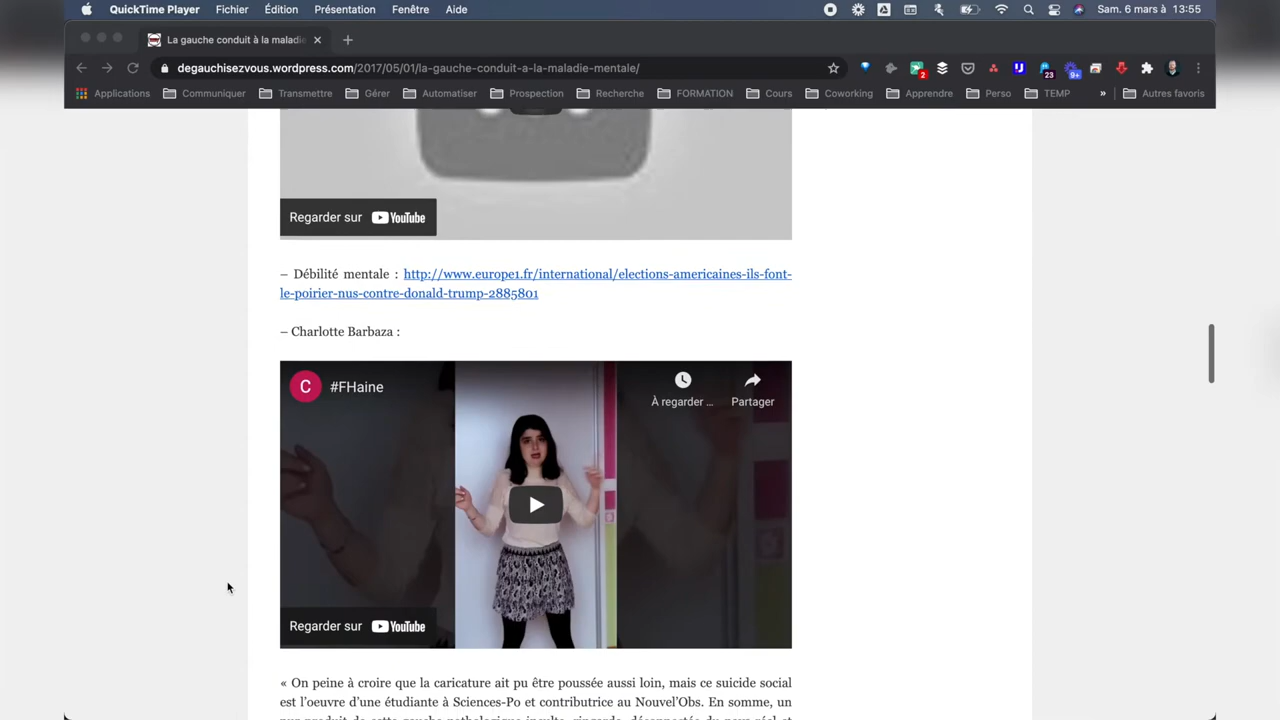 QuickTime Player Fichier Édition Présentation Fenêtre Aide Sam. 6 mars à 13:55
La gauche conduit à la maladie
degauchisezvous.wordpress.com/2017/05/01/la-gauche-conduit-a-la-maladie-mentale/ 2 23 9+
Applications Communiquer Transmettre Gérer Automatiser Prospection Recherche FORMATION Cours Coworking Apprendre Perso TEMP » Autres favoris
Regarder sur YouTube
– Débilité mentale : http://www.europe1.fr/international/elections-americaines-ils-font-
le-poirier-nus-contre-donald-trump-2885801
– Charlotte Barbaza :
C #FHaine
À regarder ... Partager
Regarder sur YouTube
« On peine à croire que la caricature ait pu être poussée aussi loin, mais ce suicide social
est l'oeuvre d'une étudiante à Sciences-Po et contributrice au Nouvel'Obs. En somme, un